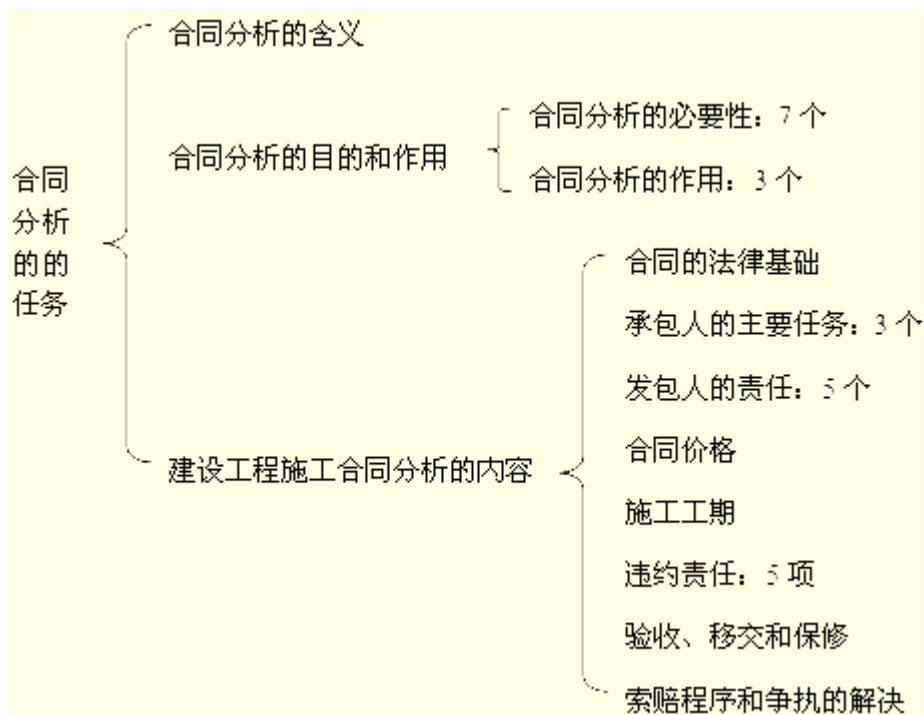 合同分析的含义
合同分析的必要性：7 个
合同分析的目的和作用
合同分析的作用：3 个
合同
分析
的的
任务
合同的法律基础
承包人的主要任务：3 个
发包人的责任：5 个
合同价格
建设工程施工合同分析的内容
施工工期
违约责任：5 项
验收、移交和保修
索赔程序和争执的解决